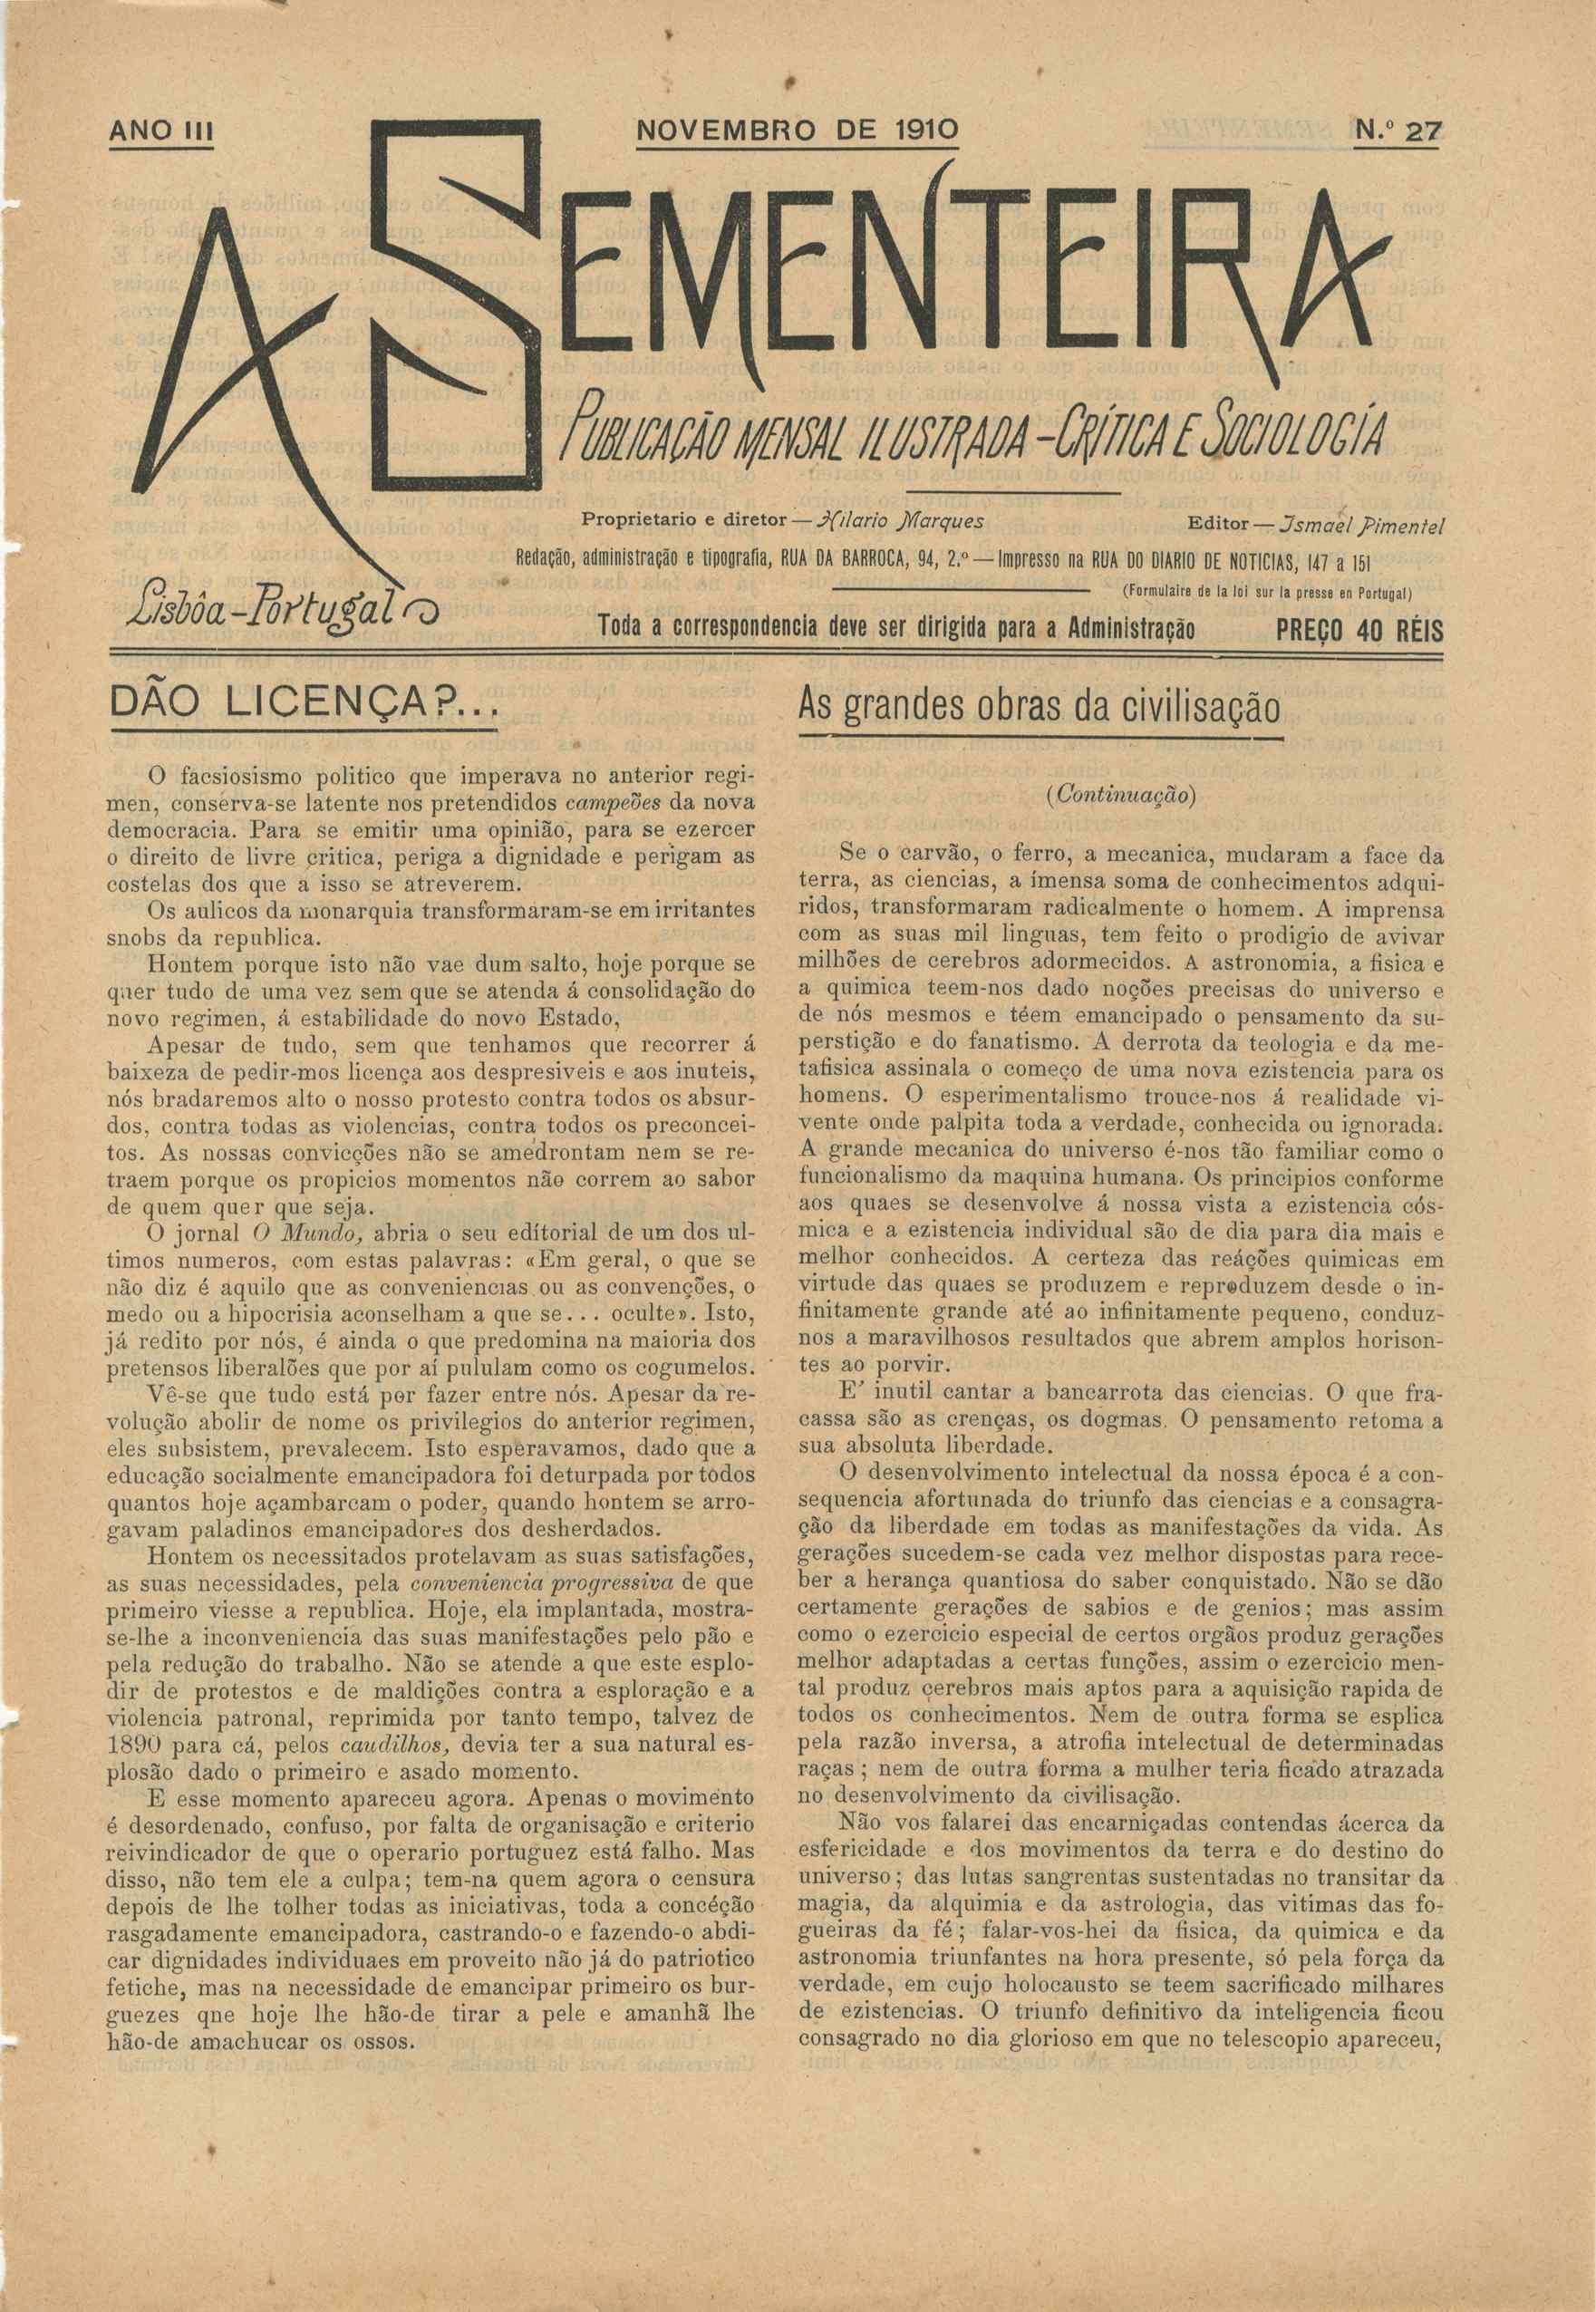 ANO III
NOVEMBRO DE 1910
N.º 27
A SEMENTEIRA
PUBLICAÇÃO MENSAL ILUSTRADA - CRÍTICA E SOCIOLOGÍA
Proprietario e diretor — Hilario Marques
Editor — Ismael Pimentel
Redação, administração e tipografia, RUA DA BARROCA, 94, 2.º — Impresso na RUA DO DIARIO DE NOTICIAS, 147 a 151
(Formulaire de la loi sur la presse en Portugal)
Lisbôa-Portugal
Toda a correspondencia deve ser dirigida para a Administração
PREÇO 40 RÉIS
DÃO LICENÇA?...
O facsiosismo politico que imperava no anterior regi-
men, conserva-se latente nos pretendidos campeões da nova
democracia. Para se emitir uma opinião, para se ezercer
o direito de livre critica, periga a dignidade e perigam as
costelas dos que a isso se atreverem.
Os aulicos da monarquia transformaram-se em irritantes
snobs da republica.
Hontem porque isto não vae dum salto, hoje porque se
quer tudo de uma vez sem que se atenda á consolidação do
novo regimen, á estabilidade do novo Estado,
Apesar de tudo, sem que tenhamos que recorrer á
baixeza de pedir-mos licença aos despresiveis e aos inuteis,
nós bradaremos alto o nosso protesto contra todos os absur-
dos, contra todas as violencias, contra todos os preconcei-
tos. As nossas convicções não se amedrontam nem se re-
traem porque os propicios momentos não correm ao sabor
de quem quer que seja.
O jornal O Mundo, abria o seu editorial de um dos ul-
timos numeros, com estas palavras: «Em geral, o que se
não diz é aquilo que as conveniencias ou as convenções, o
medo ou a hipocrisia aconselham a que se... oculte». Isto,
já redito por nós, é ainda o que predomina na maioria dos
pretensos liberalões que por aí pululam como os cogumelos.
Vê-se que tudo está por fazer entre nós. Apesar da re-
volução abolir de nome os privilegios do anterior regimen,
eles subsistem, prevalecem. Isto esperavamos, dado que a
educação socialmente emancipadora foi deturpada por todos
quantos hoje açambarcam o poder, quando hontem se arro-
gavam paladinos emancipadores dos desherdados.
Hontem os necessitados protelavam as suas satisfações,
as suas necessidades, pela conveniencia progressiva de que
primeiro viesse a republica. Hoje, ela implantada, mostra-
se-lhe a inconveniencia das suas manifestações pelo pão e
pela redução do trabalho. Não se atende a que este esplo-
dir de protestos e de maldições contra a esploração e a
violencia patronal, reprimida por tanto tempo, talvez de
1890 para cá, pelos caudilhos, devia ter a sua natural es-
plosão dado o primeiro e asado momento.
E esse momento apareceu agora. Apenas o movimento
é desordenado, confuso, por falta de organisação e criterio
reivindicador de que o operario portuguez está falho. Mas
disso, não tem ele a culpa; tem-na quem agora o censura
depois de lhe tolher todas as iniciativas, toda a concéção
rasgadamente emancipadora, castrando-o e fazendo-o abdi-
car dignidades individuaes em proveito não já do patriotico
fetiche, mas na necessidade de emancipar primeiro os bur-
guezes qne hoje lhe hão-de tirar a pele e amanhã lhe
hão-de amachucar os ossos.
As grandes obras da civilisação
(Continuação)
Se o carvão, o ferro, a mecanica, mudaram a face da
terra, as ciencias, a imensa soma de conhecimentos adqui-
ridos, transformaram radicalmente o homem. A imprensa
com as suas mil linguas, tem feito o prodigio de avivar
milhões de cerebros adormecidos. A astronomia, a fisica e
a quimica teem-nos dado noções precisas do universo e
de nós mesmos e téem emancipado o pensamento da su-
perstição e do fanatismo. A derrota da teologia e da me-
tafisica assinala o começo de uma nova ezistencia para os
homens. O esperimentalismo trouce-nos á realidade vi-
vente onde palpita toda a verdade, conhecida ou ignorada.
A grande mecanica do universo é-nos tão familiar como o
funcionalismo da maquina humana. Os principios conforme
aos quaes se desenvolve á nossa vista a ezistencia cós-
mica e a ezistencia individual são de dia para dia mais e
melhor conhecidos. A certeza das reáções quimicas em
virtude das quaes se produzem e reproduzem desde o in-
finitamente grande até ao infinitamente pequeno, conduz-
nos a maravilhosos resultados que abrem amplos horison-
tes ao porvir.
E' inutil cantar a bancarrota das ciencias. O que fra-
cassa são as crenças, os dogmas. O pensamento retoma a
sua absoluta liberdade.
O desenvolvimento intelectual da nossa época é a con-
sequencia afortunada do triunfo das ciencias e a consagra-
ção da liberdade em todas as manifestações da vida. As
gerações sucedem-se cada vez melhor dispostas para rece-
ber a herança quantiosa do saber conquistado. Não se dão
certamente gerações de sabios e de genios; mas assim
como o ezercicio especial de certos orgãos produz gerações
melhor adaptadas a certas funções, assim o ezercicio men-
tal produz cerebros mais aptos para a aquisição rapida de
todos os conhecimentos. Nem de outra forma se esplica
pela razão inversa, a atrofia intelectual de determinadas
raças; nem de outra forma a mulher teria ficado atrazada
no desenvolvimento da civilisação.
Não vos falarei das encarniçadas contendas ácerca da
esfericidade e dos movimentos da terra e do destino do
universo; das lutas sangrentas sustentadas no transitar da
magia, da alquimia e da astrologia, das vitimas das fo-
gueiras da fé; falar-vos-hei da fisica, da quimica e da
astronomia triunfantes na hora presente, só pela força da
verdade, em cujo holocausto se teem sacrificado milhares
de ezistencias. O triunfo definitivo da inteligencia ficou
consagrado no dia glorioso em que no telescopio apareceu,